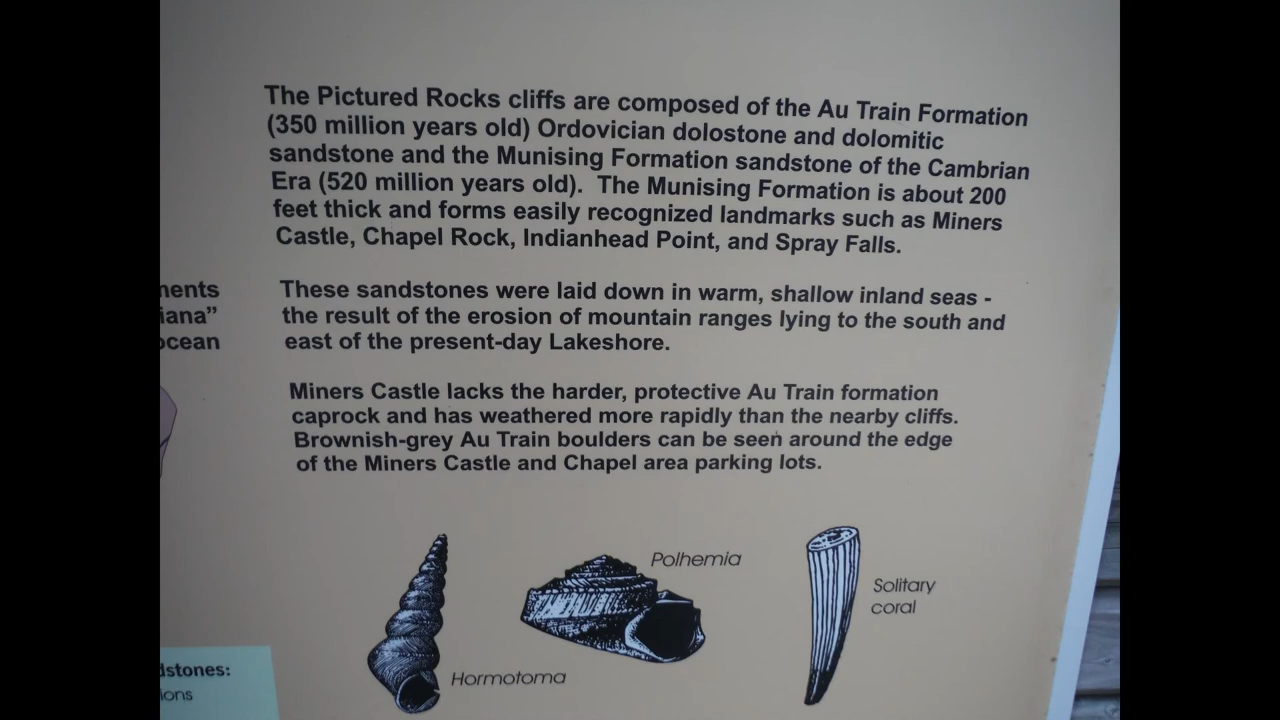 The Pictured Rocks cliffs are composed of the Au Train Formation
(350 million years old) Ordovician dolostone and dolomitic
sandstone and the Munising Formation sandstone of the Cambrian
Era (520 million years old). The Munising Formation is about 200
feet thick and forms easily recognized landmarks such as Miners
Castle, Chapel Rock, Indianhead Point, and Spray Falls.
These sandstones were laid down in warm, shallow inland seas -
the result of the erosion of mountain ranges lying to the south and
east of the present-day Lakeshore.
Miners Castle lacks the harder, protective Au Train formation
caprock and has weathered more rapidly than the nearby cliffs.
Brownish-grey Au Train boulders can be seen around the edge
of the Miners Castle and Chapel area parking lots.
Polhemia
Solitary
coral
Hormotoma